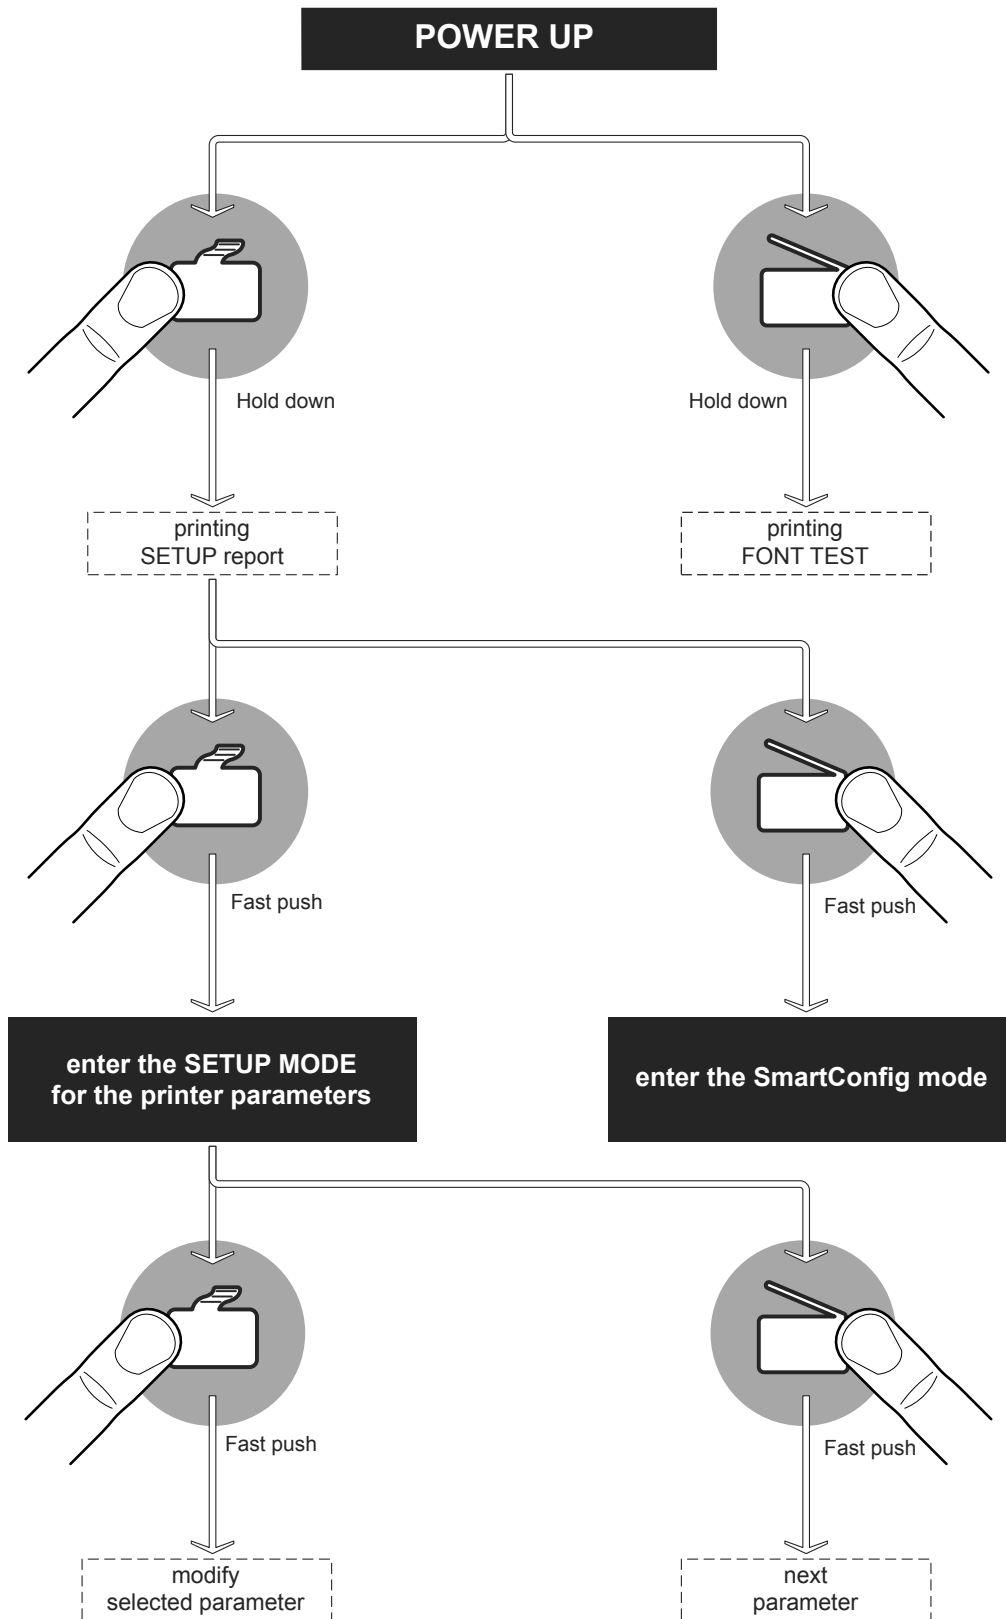 POWER UP
Hold down
Hold down
printing
SETUP report
printing
FONT TEST
Fast push
Fast push
enter the SETUP MODE
for the printer parameters
enter the SmartConfig mode
Fast push
Fast push
modify
selected parameter
next
parameter